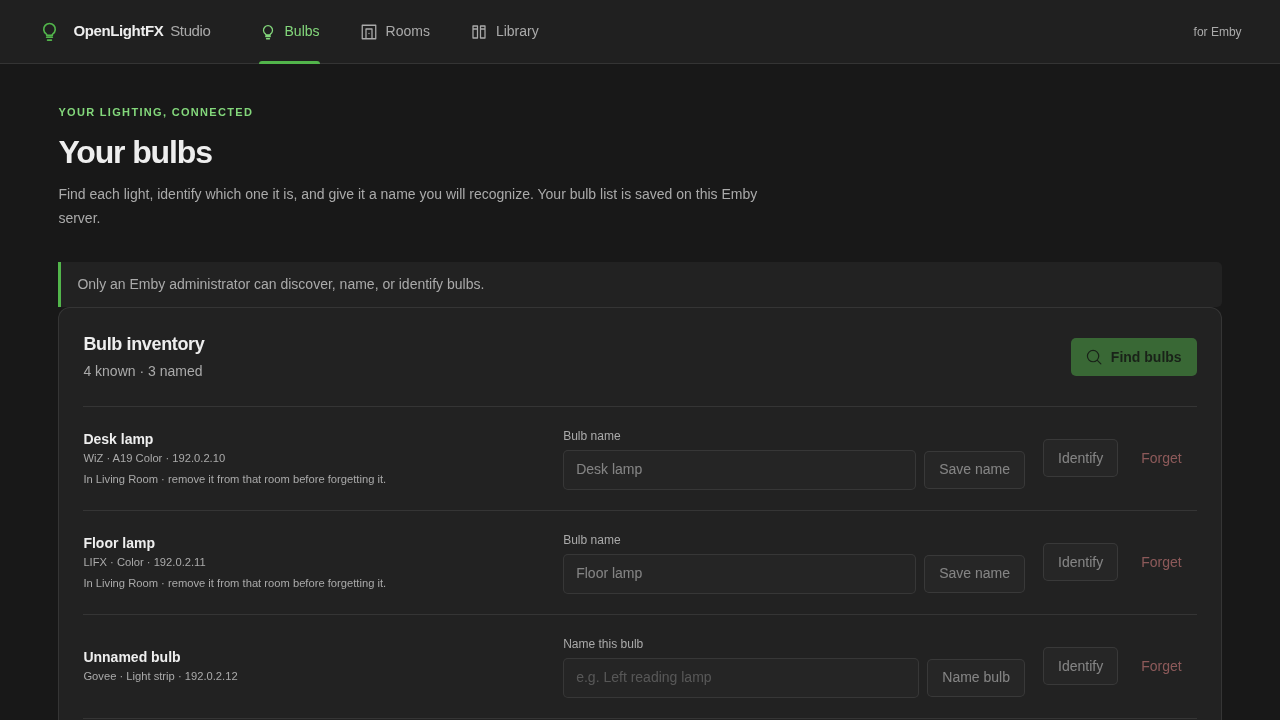 OpenLightFX Studio
Bulbs
Rooms
Library
for Emby
YOUR LIGHTING, CONNECTED
Your bulbs
Find each light, identify which one it is, and give it a name you will recognize. Your bulb list is saved on this Emby
server.
Only an Emby administrator can discover, name, or identify bulbs.
Bulb inventory
4 known · 3 named
Find bulbs
Desk lamp
WiZ · A19 Color · 192.0.2.10
In Living Room · remove it from that room before forgetting it.
Bulb name
Desk lamp
Save name
Identify
Forget
Floor lamp
LIFX · Color · 192.0.2.11
In Living Room · remove it from that room before forgetting it.
Bulb name
Floor lamp
Save name
Identify
Forget
Unnamed bulb
Govee · Light strip · 192.0.2.12
Name this bulb
e.g. Left reading lamp
Name bulb
Identify
Forget